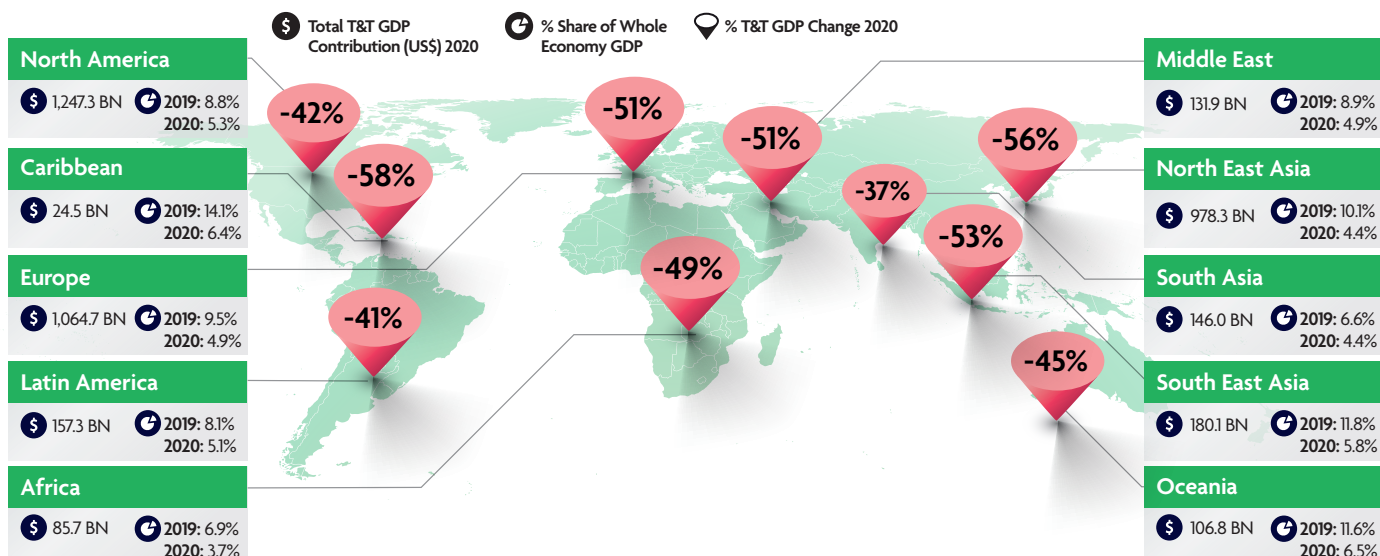 $ Total T&T GDP
Contribution (US$) 2020
% Share of Whole
Economy GDP
% T&T GDP Change 2020
North America
$ 1,247.3 BN 2019: 8.8%
2020: 5.3%
Caribbean
$ 24.5 BN 2019: 14.1%
2020: 6.4%
Europe
$ 1,064.7 BN 2019: 9.5%
2020: 4.9%
Latin America
$ 157.3 BN 2019: 8.1%
2020: 5.1%
Africa
$ 85.7 BN 2019: 6.9%
2020: 3.7%
-42%
-58%
-41%
-51%
-51%
-49%
-37%
-53%
-56%
-45%
Middle East
$ 131.9 BN 2019: 8.9%
2020: 4.9%
North East Asia
$ 978.3 BN 2019: 10.1%
2020: 4.4%
South Asia
$ 146.0 BN 2019: 6.6%
2020: 4.4%
South East Asia
$ 180.1 BN 2019: 11.8%
2020: 5.8%
Oceania
$ 106.8 BN 2019: 11.6%
2020: 6.5%